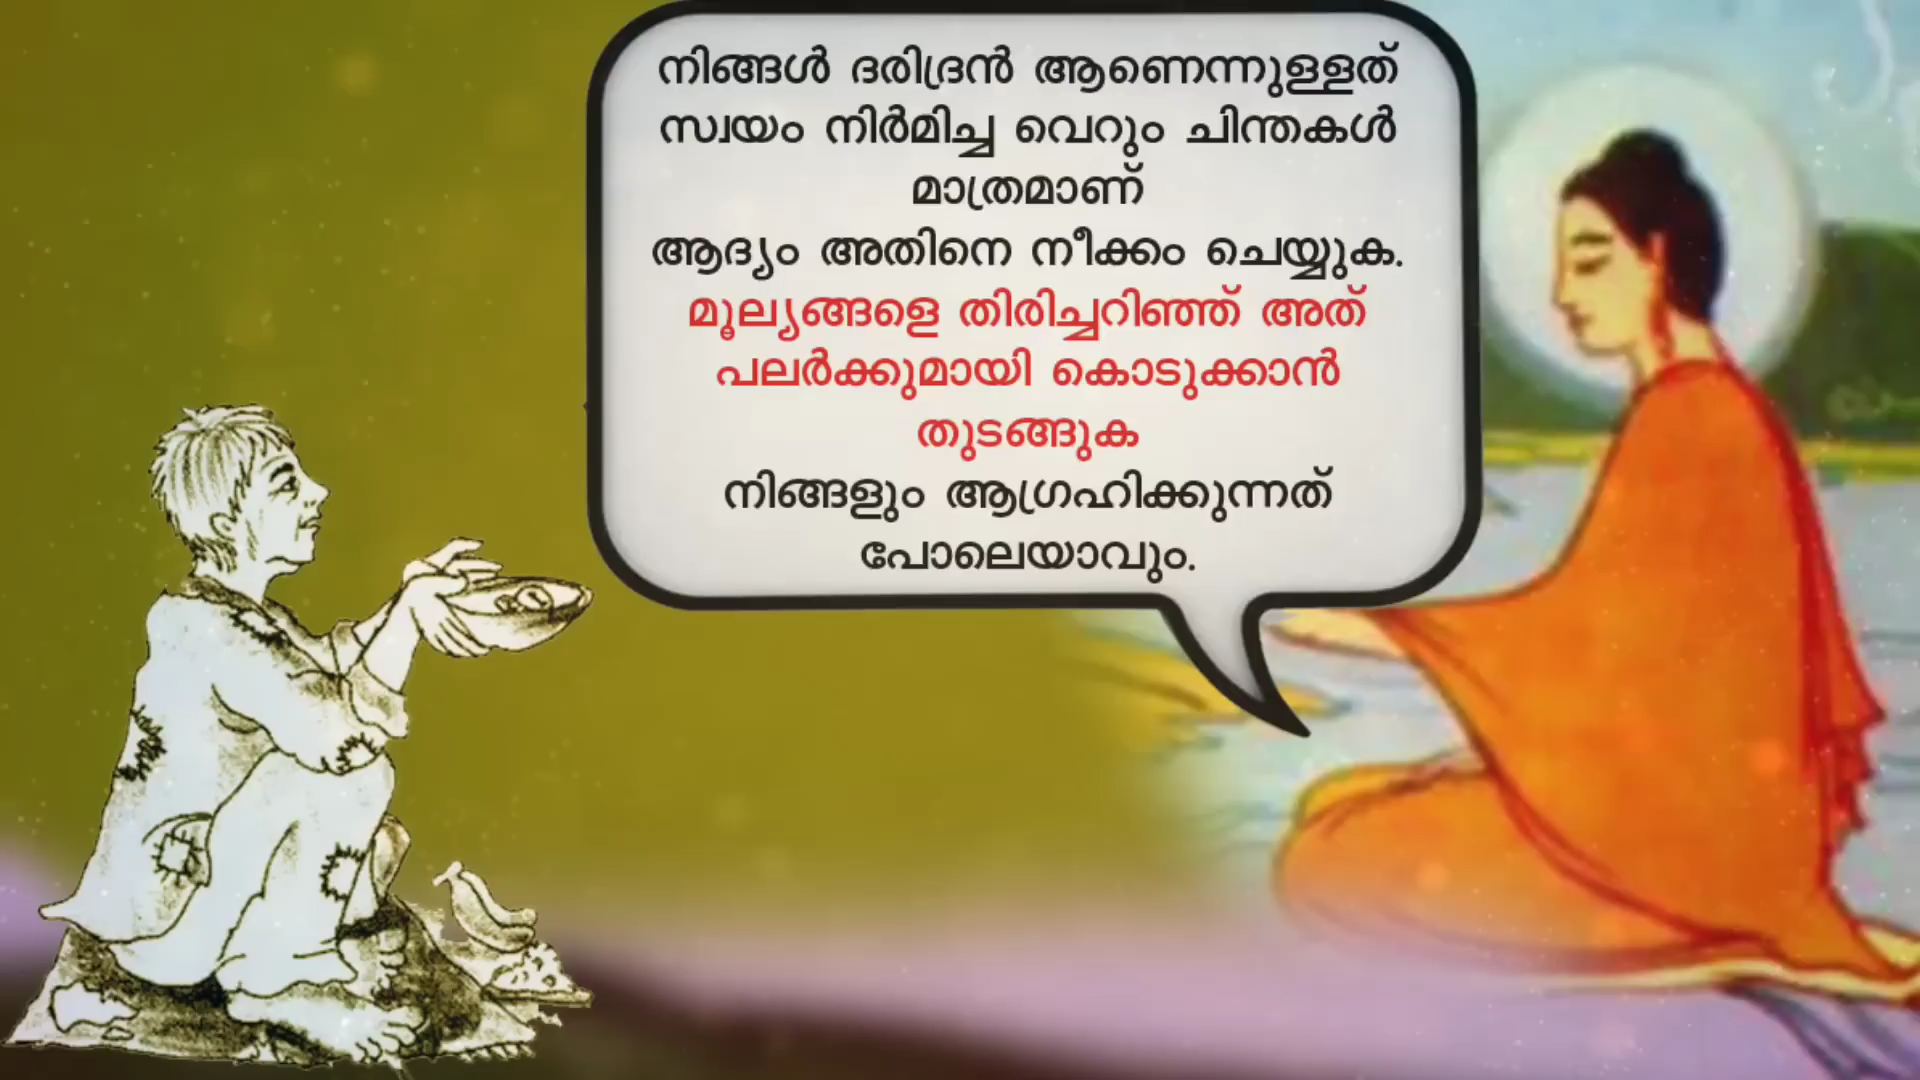 നിങ്ങൾ ദരിദ്രൻ ആണെന്നുള്ളത്
സ്വയം നിർമിച്ച വെറും ചിന്തകൾ
മാത്രമാണ്
ആദ്യം അതിനെ നീക്കം ചെയ്യുക.
മൂല്യങ്ങളെ തിരിച്ചറിഞ്ഞ് അത്
പലർക്കുമായി കൊടുക്കാൻ
തുടങ്ങുക
നിങ്ങളും ആഗ്രഹിക്കുന്നത്
പോലെയാവും.